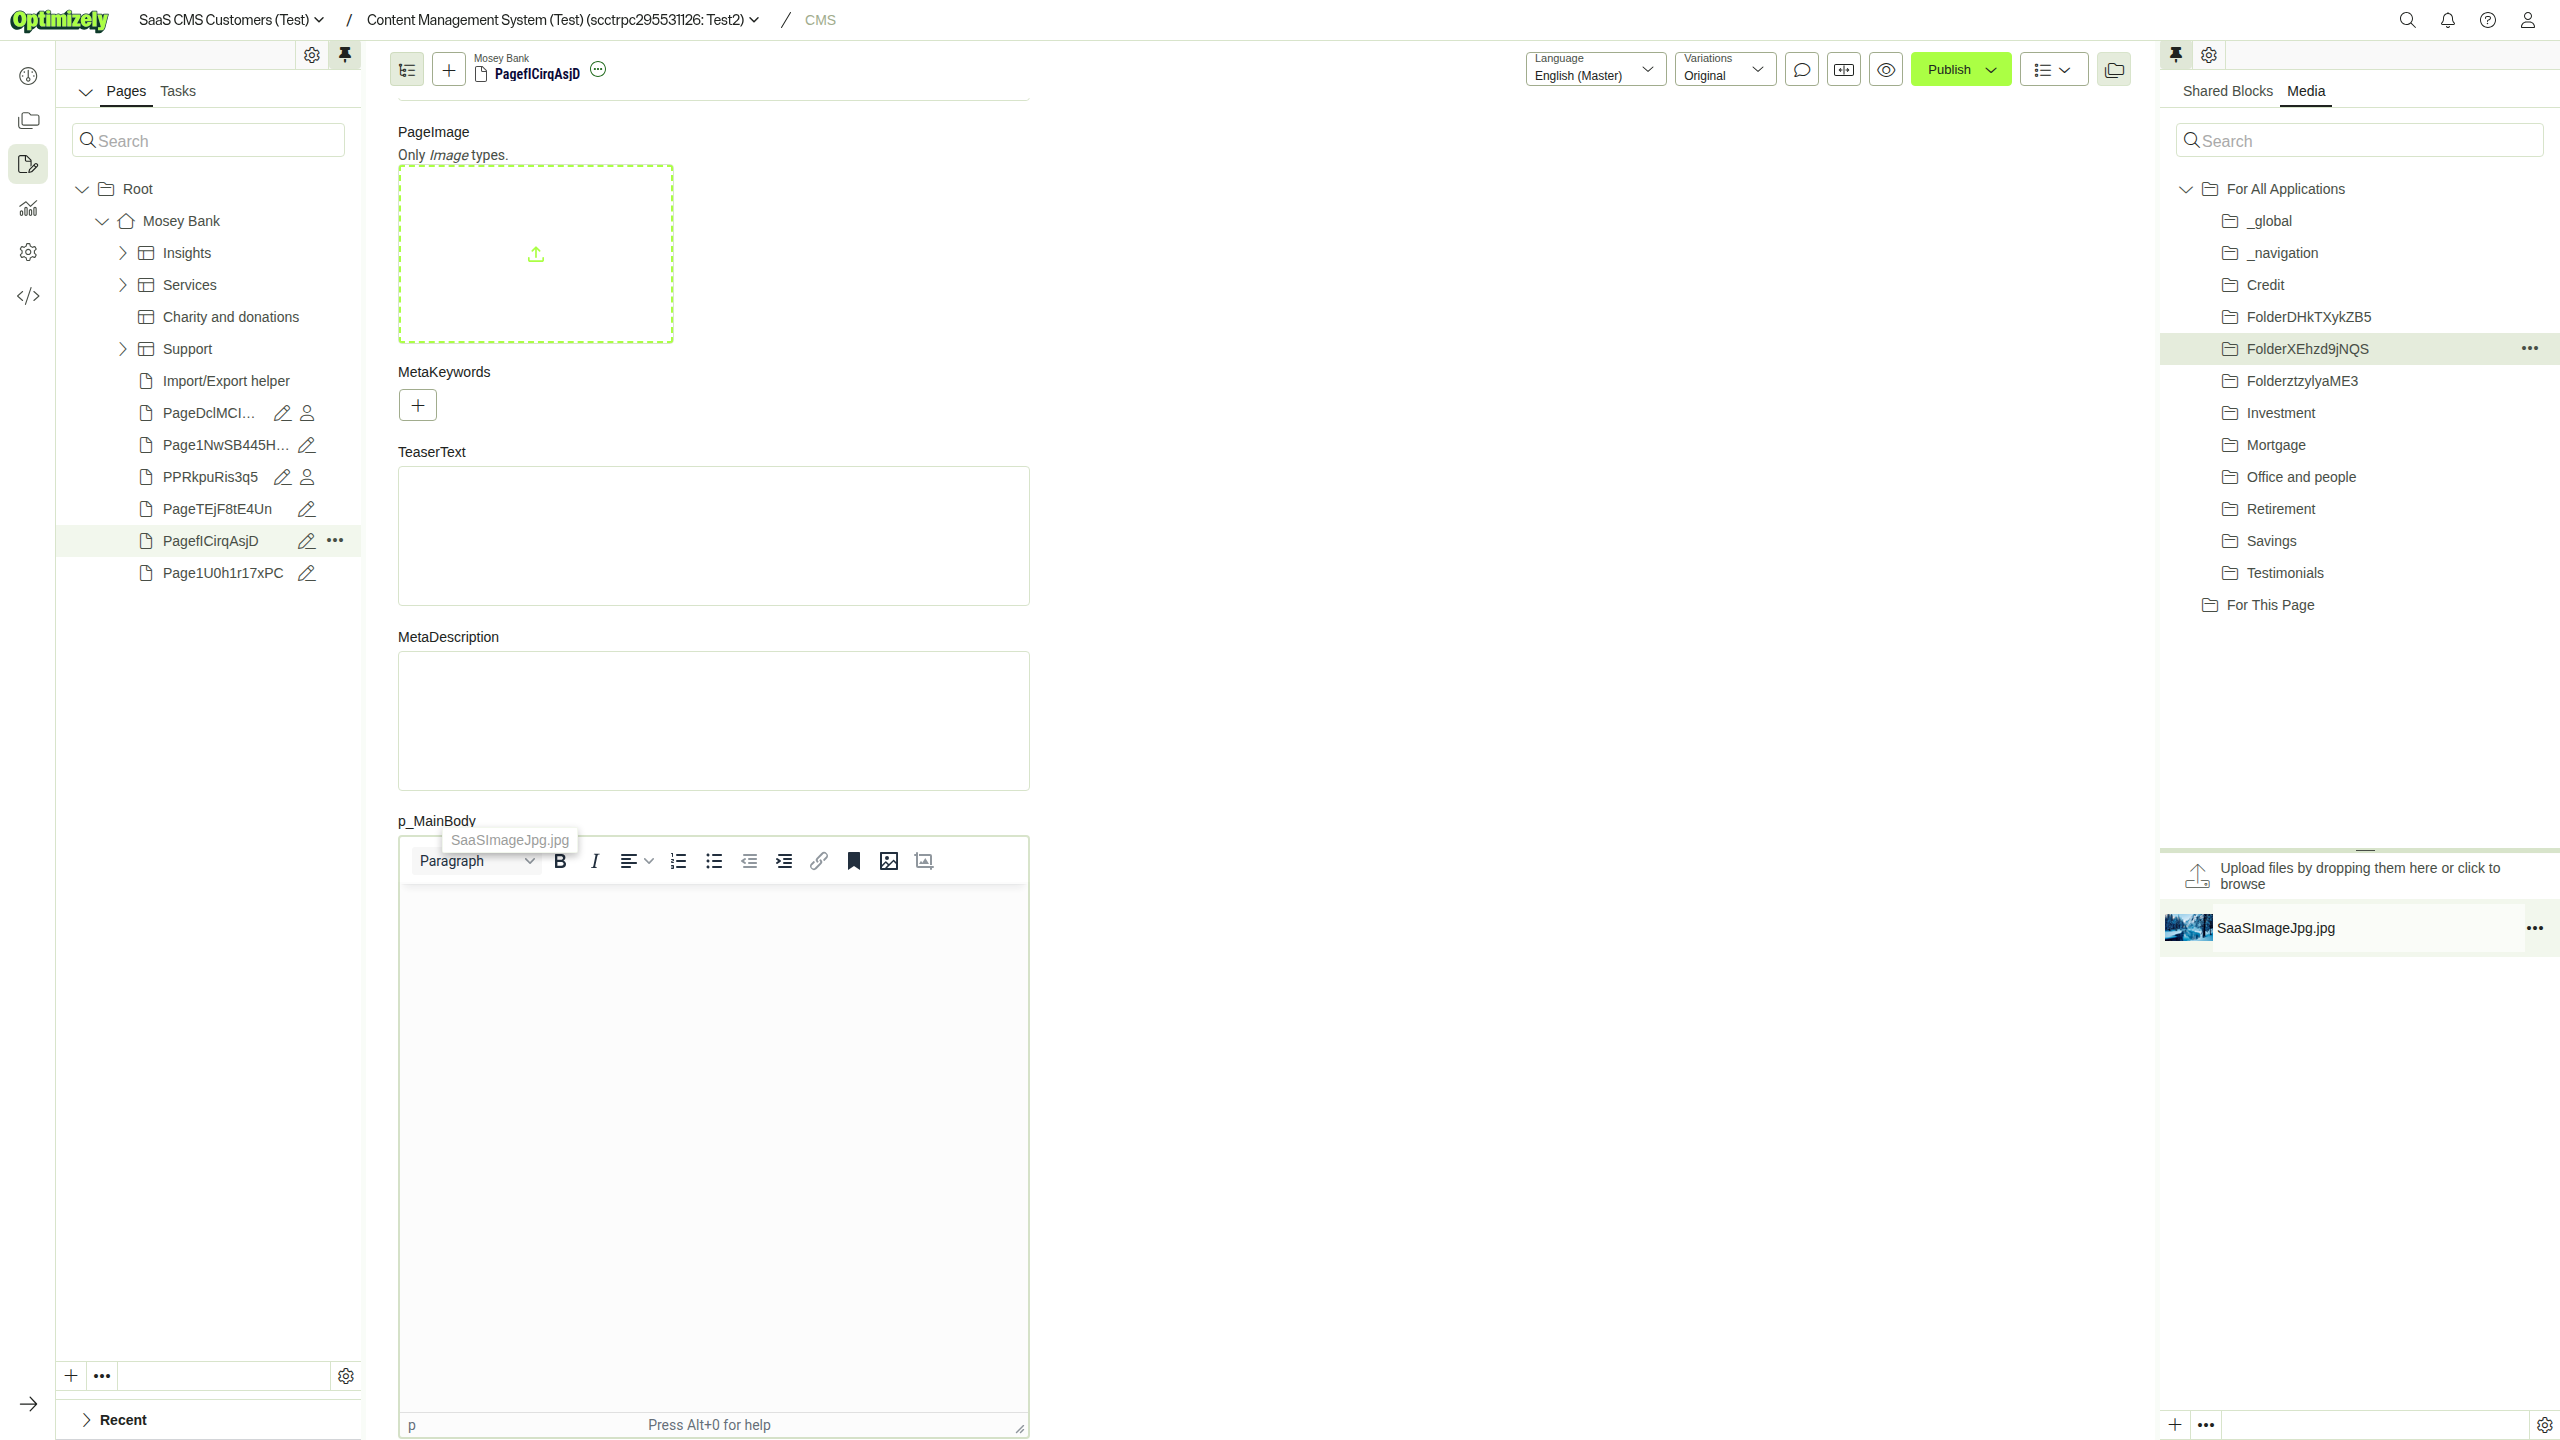 Optimizely
SaaS CMS Customers (Test)
/
Content Management System (Test) (scctrpc295531126: Test2)
/
CMS
Pages
Tasks
Search
Root
Mosey Bank
Insights
Services
Charity and donations
Support
Import/Export helper
PageDclMCI…
Page1NwSB445H…
PPRkpuRis3q5
PageTEjF8tE4Un
PagefICirqAsjD
Page1U0h1r17xPC
Recent
Mosey Bank
PagefICirqAsjD
Language
English (Master)
Variations
Original
Publish
PageImage
Only Image types.
MetaKeywords
TeaserText
MetaDescription
p_MainBody
SaaSImageJpg.jpg
Paragraph
B
I
p
Press Alt+0 for help
Shared Blocks
Media
Search
For All Applications
_global
_navigation
Credit
FolderDHkTXykZB5
FolderXEhzd9jNQS
FolderztzylyaME3
Investment
Mortgage
Office and people
Retirement
Savings
Testimonials
For This Page
Upload files by dropping them here or click to
browse
SaaSImageJpg.jpg